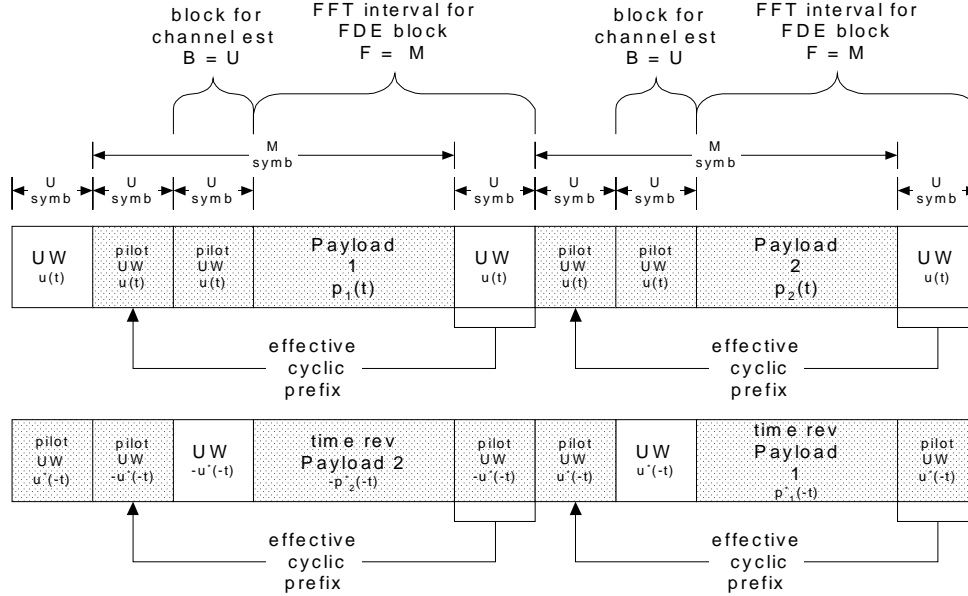 block for
channel est
B = U
FFT interval for
FDE block
F = M
block for
channel est
B = U
FFT interval for
FDE block
F = M
M
symb
M
symb
U
symb
U
symb
U
symb
U
symb
U
symb
U
symb
U
symb
UW
u(t)
pilot
UW
u(t)
pilot
UW
u(t)
Payload
1
p₁(t)
UW
u(t)
pilot
UW
u(t)
pilot
UW
u(t)
Payload
2
p₂(t)
UW
u(t)
effective
cyclic
prefix
effective
cyclic
prefix
pilot
UW
u*(-t)
pilot
UW
-u*(-t)
UW
-u*(-t)
time rev
Payload 2
-p*₂(-t)
pilot
UW
-u*(-t)
pilot
UW
u*(-t)
UW
u*(-t)
time rev
Payload
1
p*₁(-t)
pilot
UW
u*(-t)
effective
cyclic
prefix
effective
cyclic
prefix